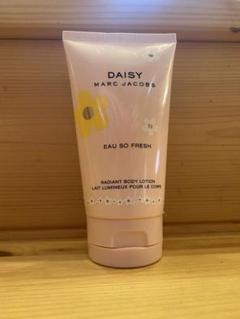 DAISY
MARC JACOBS
EAU SO FRESH
RADIANT BODY LOTION
LAIT LUMINEUX POUR LE CORPS